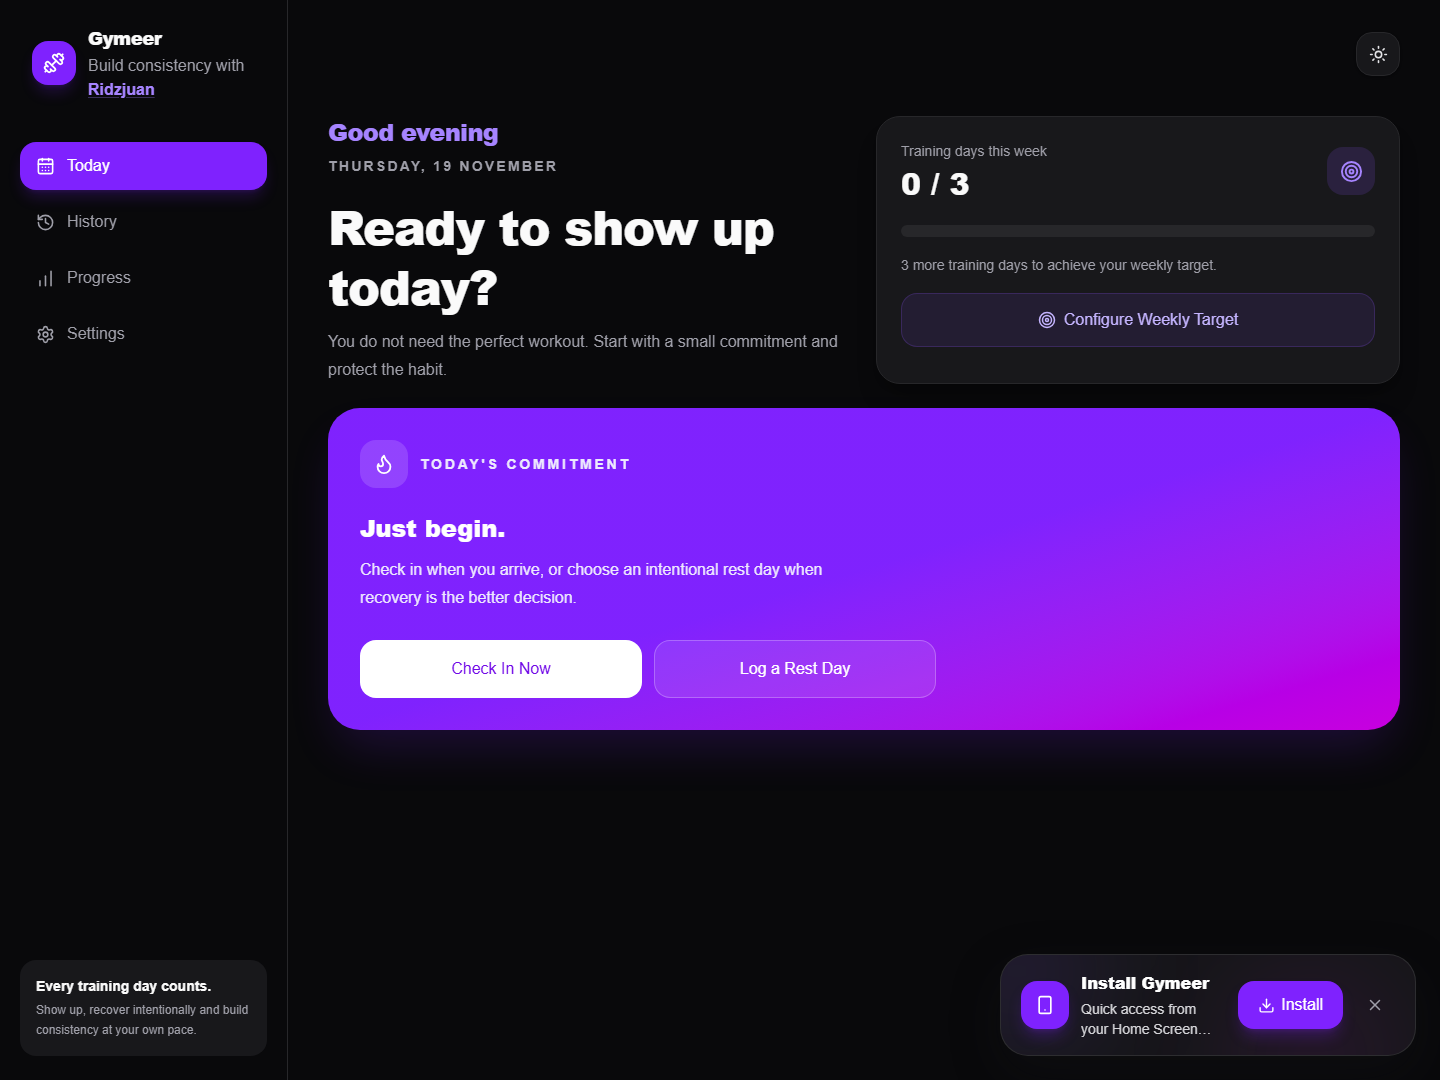 Gymeer
Build consistency with
Ridzjuan
Today
History
Progress
Settings
Every training day counts.
Show up, recover intentionally and build
consistency at your own pace.
Good evening
THURSDAY, 19 NOVEMBER
Ready to show up
today?
You do not need the perfect workout. Start with a small commitment and
protect the habit.
Training days this week
0 / 3
3 more training days to achieve your weekly target.
Configure Weekly Target
TODAY'S COMMITMENT
Just begin.
Check in when you arrive, or choose an intentional rest day when
recovery is the better decision.
Check In Now
Log a Rest Day
Install Gymeer
Quick access from
your Home Screen...
Install